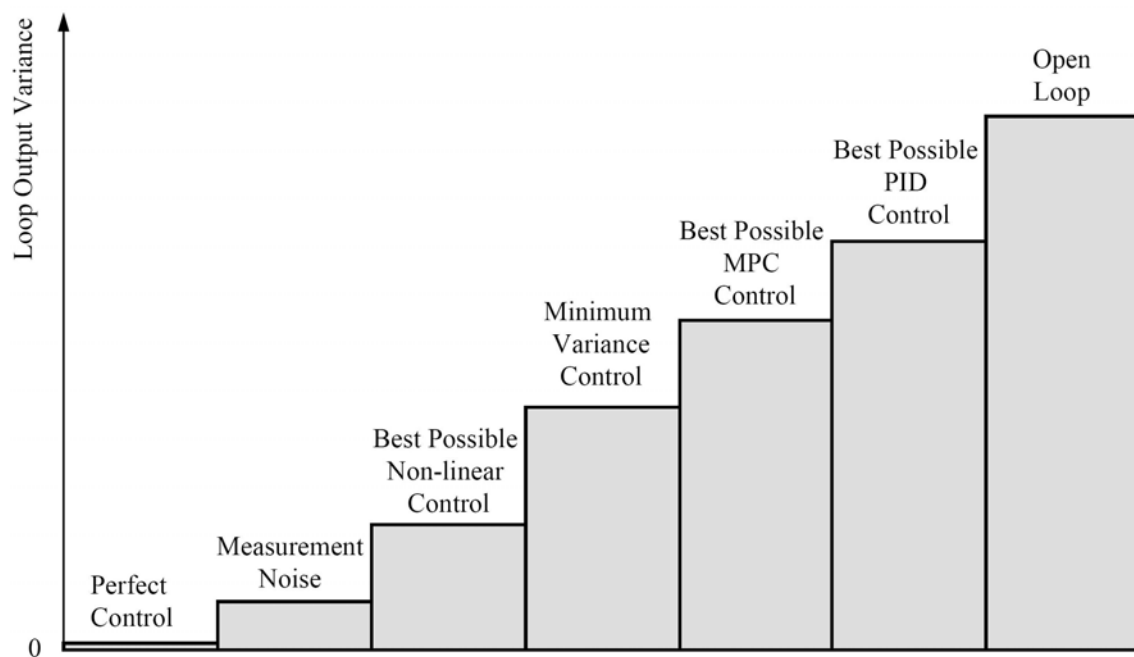 Loop Output Variance
0
Perfect
Control
Measurement
Noise
Best Possible
Non-linear
Control
Minimum
Variance
Control
Best Possible
MPC
Control
Best Possible
PID
Control
Open
Loop